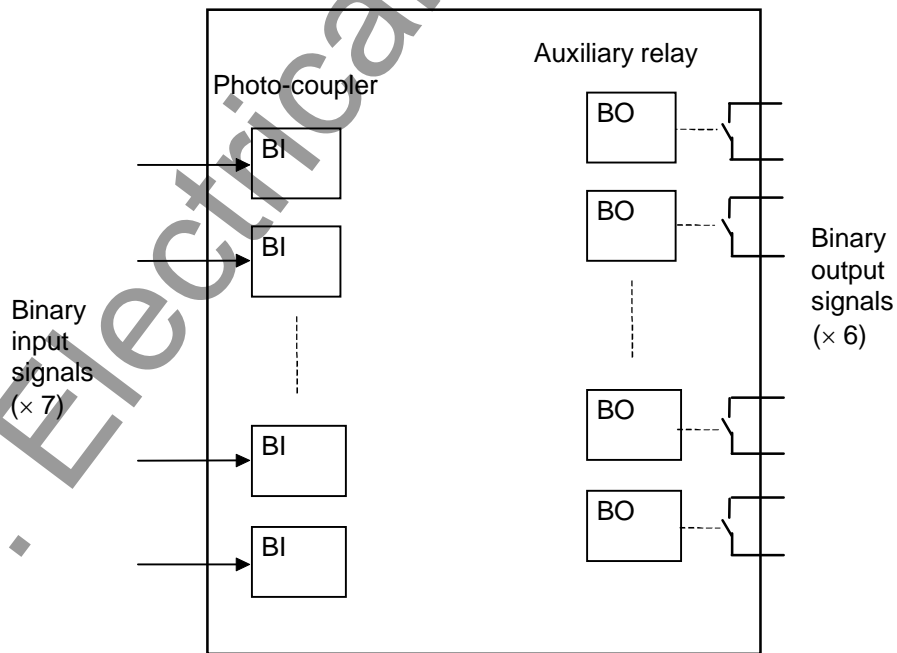 Auxiliary relay
Photo-coupler
BI
BI
BI
BI
BO
BO
BO
BO
Binary
input
signals
(× 7)
Binary
output
signals
(× 6)
. Electrical